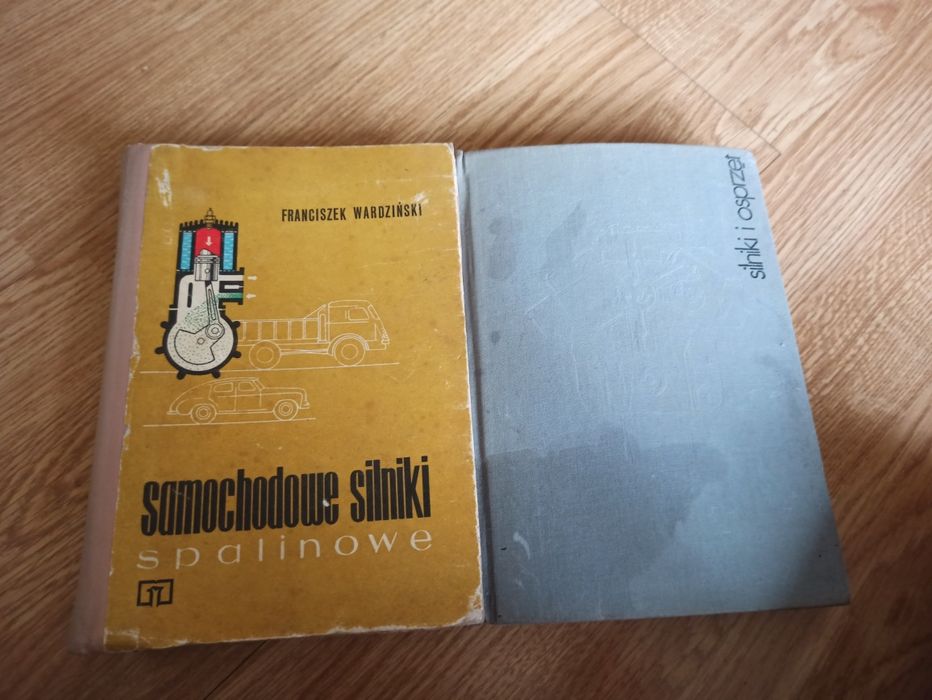 FRANCISZEK WARDZIŃSKI
samochodowe silniki
spalinowe
silniki i osprzęt